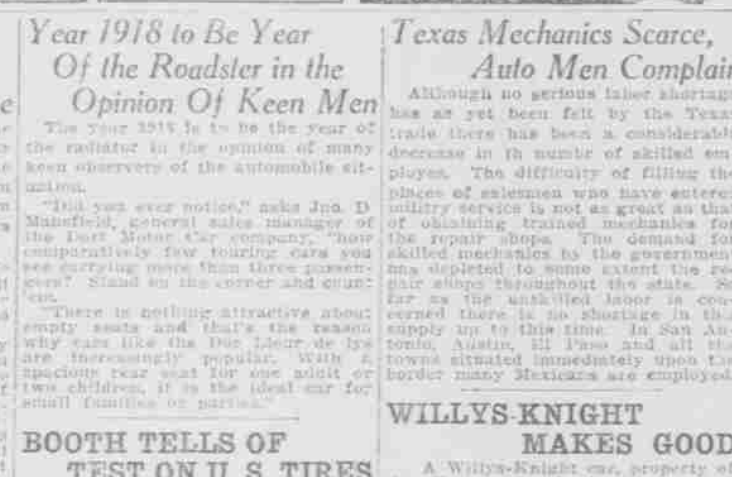 Year 1918 to Be Year
Of the Roadster in the
Opinion Of Keen Men
The year 1918 is to be the year of
the radiator in the opinion of many
keen observers of the automobile sit-
uation.
"Did you ever notice," asks Jno. D
Mansfield, general sales manager of
the Dort Motor Car company, "how
comparatively few touring cars you
see carrying more than three passen-
gers? Stand on the corner and count
'em.
"There is nothing attractive about
empty seats and that's the reason
why cars like the Dor Lleur de lys
are increasingly popular. With a
spacious rear seat for one adult or
two children, it is the ideal car for
small families or parties."
BOOTH TELLS OF
TEST ON U. S. TIRES
Texas Mechanics Scarce,
Auto Men Complain
Although no serious labor shortage
has as yet been felt by the Texas
trade there has been a considerable
decrease in th numbr of skilled em-
ployes. The difficulty of filling the
places of salesmen who have entered
militry service is not as great as that
of obtaining trained mechanics for
the repair shops. The demand for
skilled mechanics by the government
has depleted to some extent the re-
pair shops throughout the state. So
far as the unskilled labor is con-
cerned there is no shortage in the
supply up to this time. In San An-
tonio, Austin, El Paso and all the
towns situated immediately upon the
border many Mexicans are employed.
WILLYS-KNIGHT
MAKES GOOD
A Willys-Knight car, property of